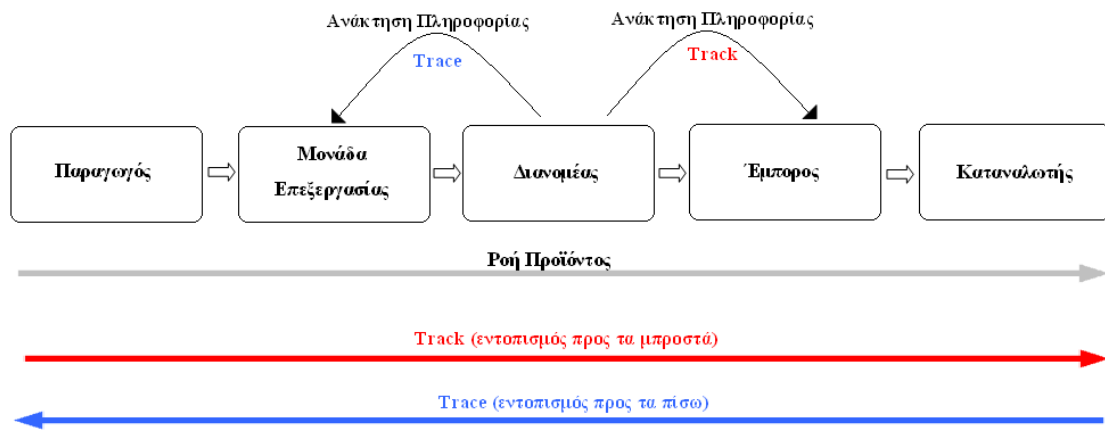 Ανάκτηση Πληροφορίας
Ανάκτηση Πληροφορίας
Trace
Track
Παραγωγός
Μονάδα
Επεξεργασίας
Διανομέας
Έμπορος
Καταναλωτής
Ροή Προϊόντος
Track (εντοπισμός προς τα μπροστά)
Trace (εντοπισμός προς τα πίσω)